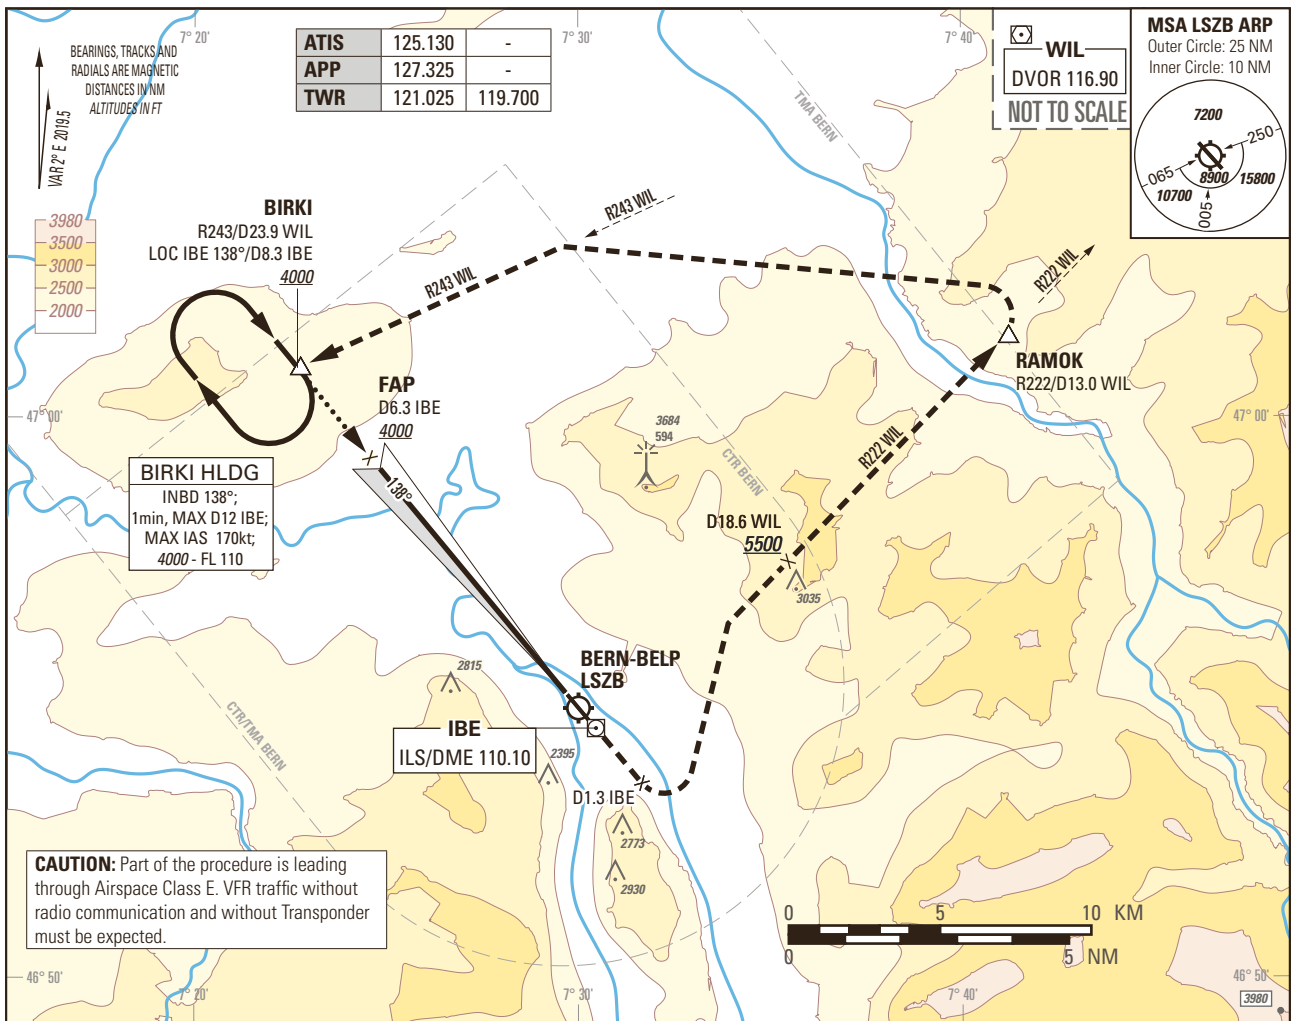 7° 20'
7° 30'
7° 40'
BEARINGS, TRACKS AND
RADIALS ARE MAGNETIC
DISTANCES IN NM
ALTITUDES IN FT
VAR 2° E 2019.5
ATIS 125.130 -
APP 127.325 -
TWR 121.025 119.700
WIL
DVOR 116.90
NOT TO SCALE
MSA LSZB ARP
Outer Circle: 25 NM
Inner Circle: 10 NM
7200
250
065
8900
15800
10700
005
TMA BERN
3980
3500
3000
2500
2000
BIRKI
R243/D23.9 WIL
LOC IBE 138°/D8.3 IBE
4000
R243 WIL
R243 WIL
R222 WIL
RAMOK
R222/D13.0 WIL
FAP
D6.3 IBE
4000
47° 00'
47° 00'
3684
594
CTR BERN
R222 WIL
BIRKI HLDG
INBD 138°;
1min, MAX D12 IBE;
MAX IAS 170kt;
4000 - FL 110
138°
D18.6 WIL
5500
3035
BERN-BELP
LSZB
2815
CTR/TMA BERN
IBE
ILS/DME 110.10
2395
D1.3 IBE
2773
2930
CAUTION: Part of the procedure is leading
through Airspace Class E. VFR traffic without
radio communication and without Transponder
must be expected.
0 5 10 KM
0 5 NM
46° 50'
46° 50'
7° 20'
7° 30'
7° 40'
3980